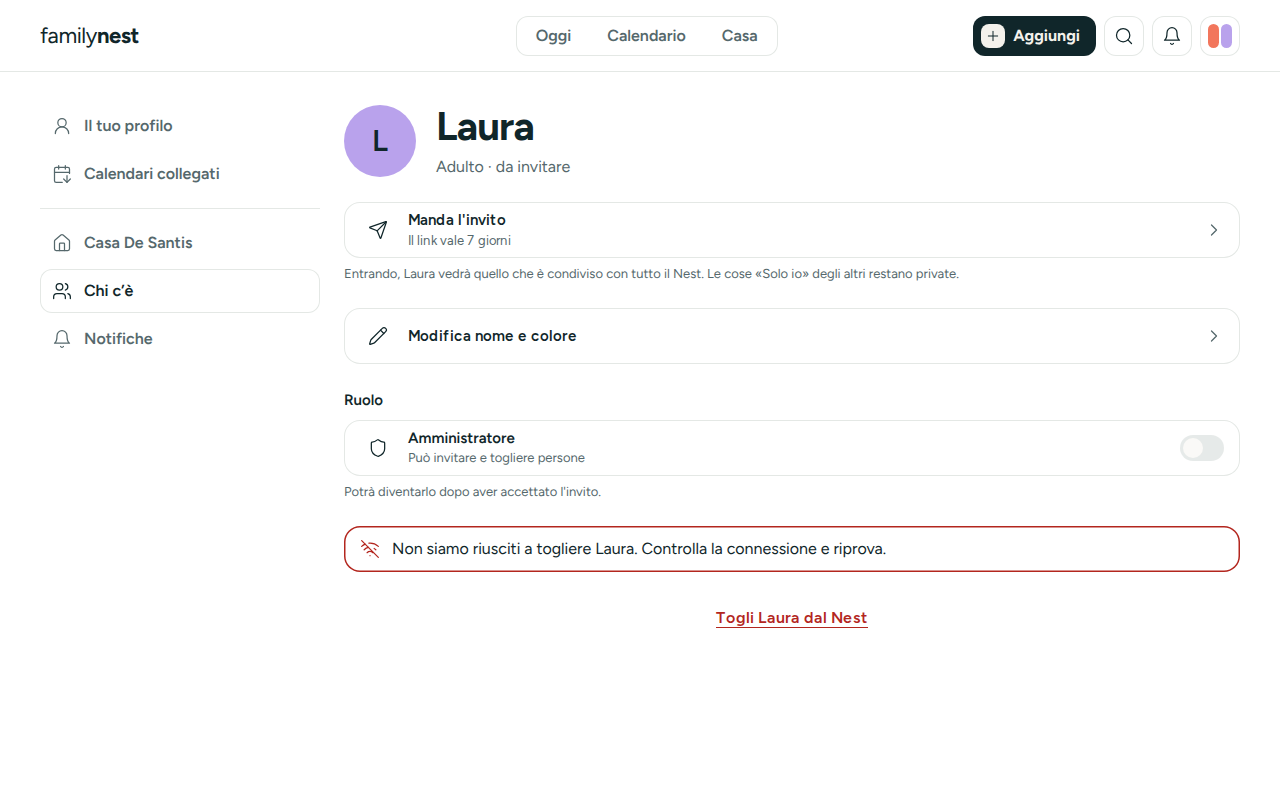 familynest
Oggi
Calendario
Casa
Aggiungi
Il tuo profilo
Calendari collegati
Casa De Santis
Chi c’è
Notifiche
L
Laura
Adulto · da invitare
Manda l'invito
Il link vale 7 giorni
Entrando, Laura vedrà quello che è condiviso con tutto il Nest. Le cose «Solo io» degli altri restano private.
Modifica nome e colore
Ruolo
Amministratore
Può invitare e togliere persone
Potrà diventarlo dopo aver accettato l'invito.
Non siamo riusciti a togliere Laura. Controlla la connessione e riprova.
Togli Laura dal Nest